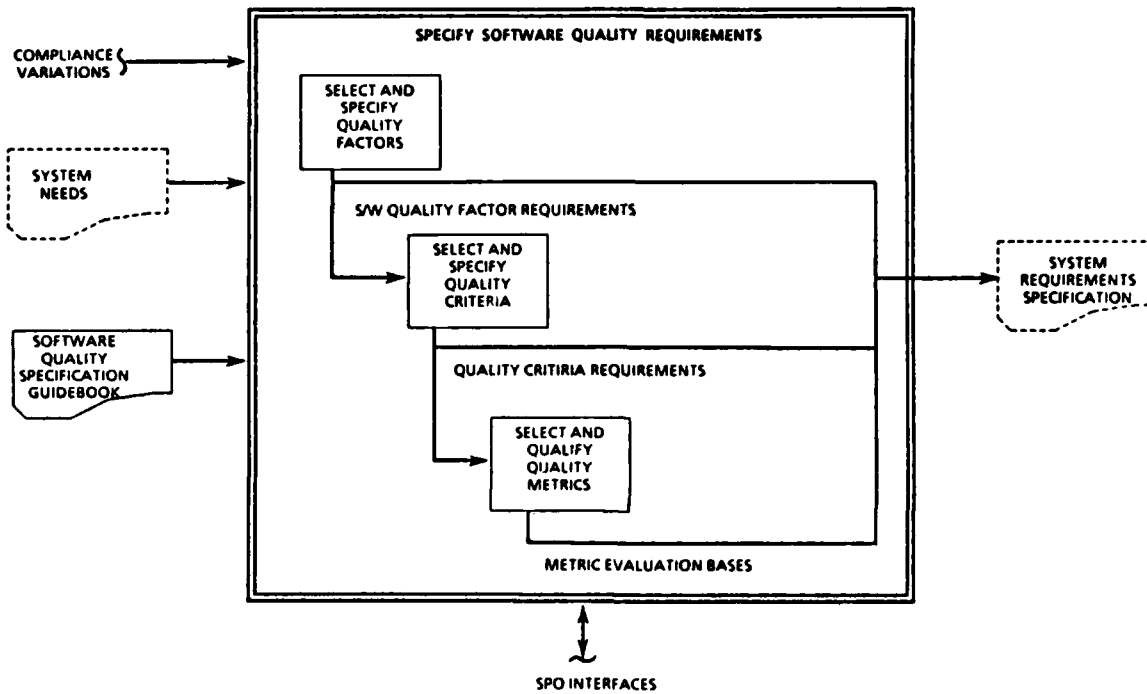 SPECIFY SOFTWARE QUALITY REQUIREMENTS
COMPLIANCE
VARIATIONS
SELECT AND
SPECIFY
QUALITY
FACTORS
SYSTEM
NEEDS
S/W QUALITY FACTOR REQUIREMENTS
SELECT AND
SPECIFY
QUALITY
CRITERIA
SYSTEM
REQUIREMENTS
SPECIFICATION
SOFTWARE
QUALITY
SPECIFICATION
GUIDEBOOK
QUALITY CRITIRIA REQUIREMENTS
SELECT AND
QUALIFY
QUALITY
METRICS
METRIC EVALUATION BASES
SPO INTERFACES